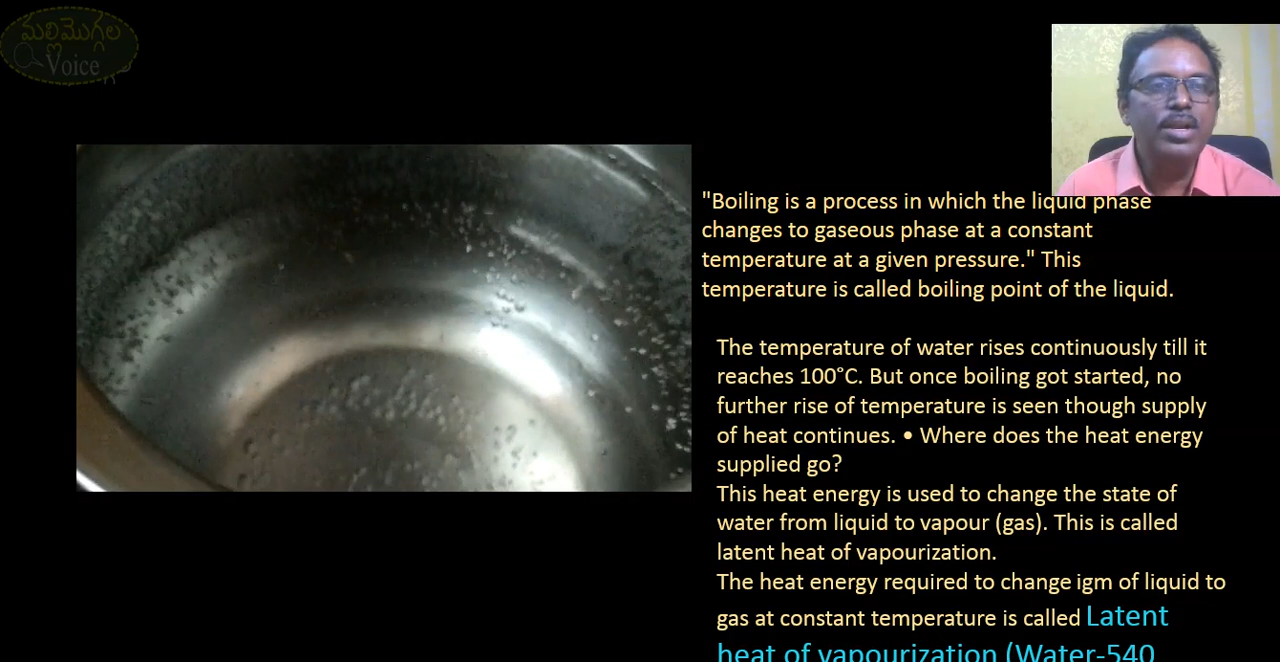 మల్లిమొగ్గల
Voice
"Boiling is a process in which the liquid phase
changes to gaseous phase at a constant
temperature at a given pressure." This
temperature is called boiling point of the liquid.
The temperature of water rises continuously till it
reaches 100°C. But once boiling got started, no
further rise of temperature is seen though supply
of heat continues. • Where does the heat energy
supplied go?
This heat energy is used to change the state of
water from liquid to vapour (gas). This is called
latent heat of vapourization.
The heat energy required to change igm of liquid to
gas at constant temperature is called Latent
heat of vapourization (Water-540